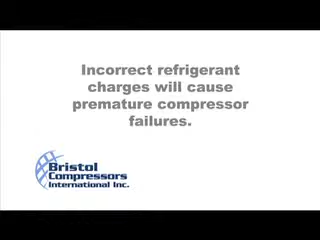 Incorrect refrigerant
charges will cause
premature compressor
failures.
Bristol
Compressors
International Inc.